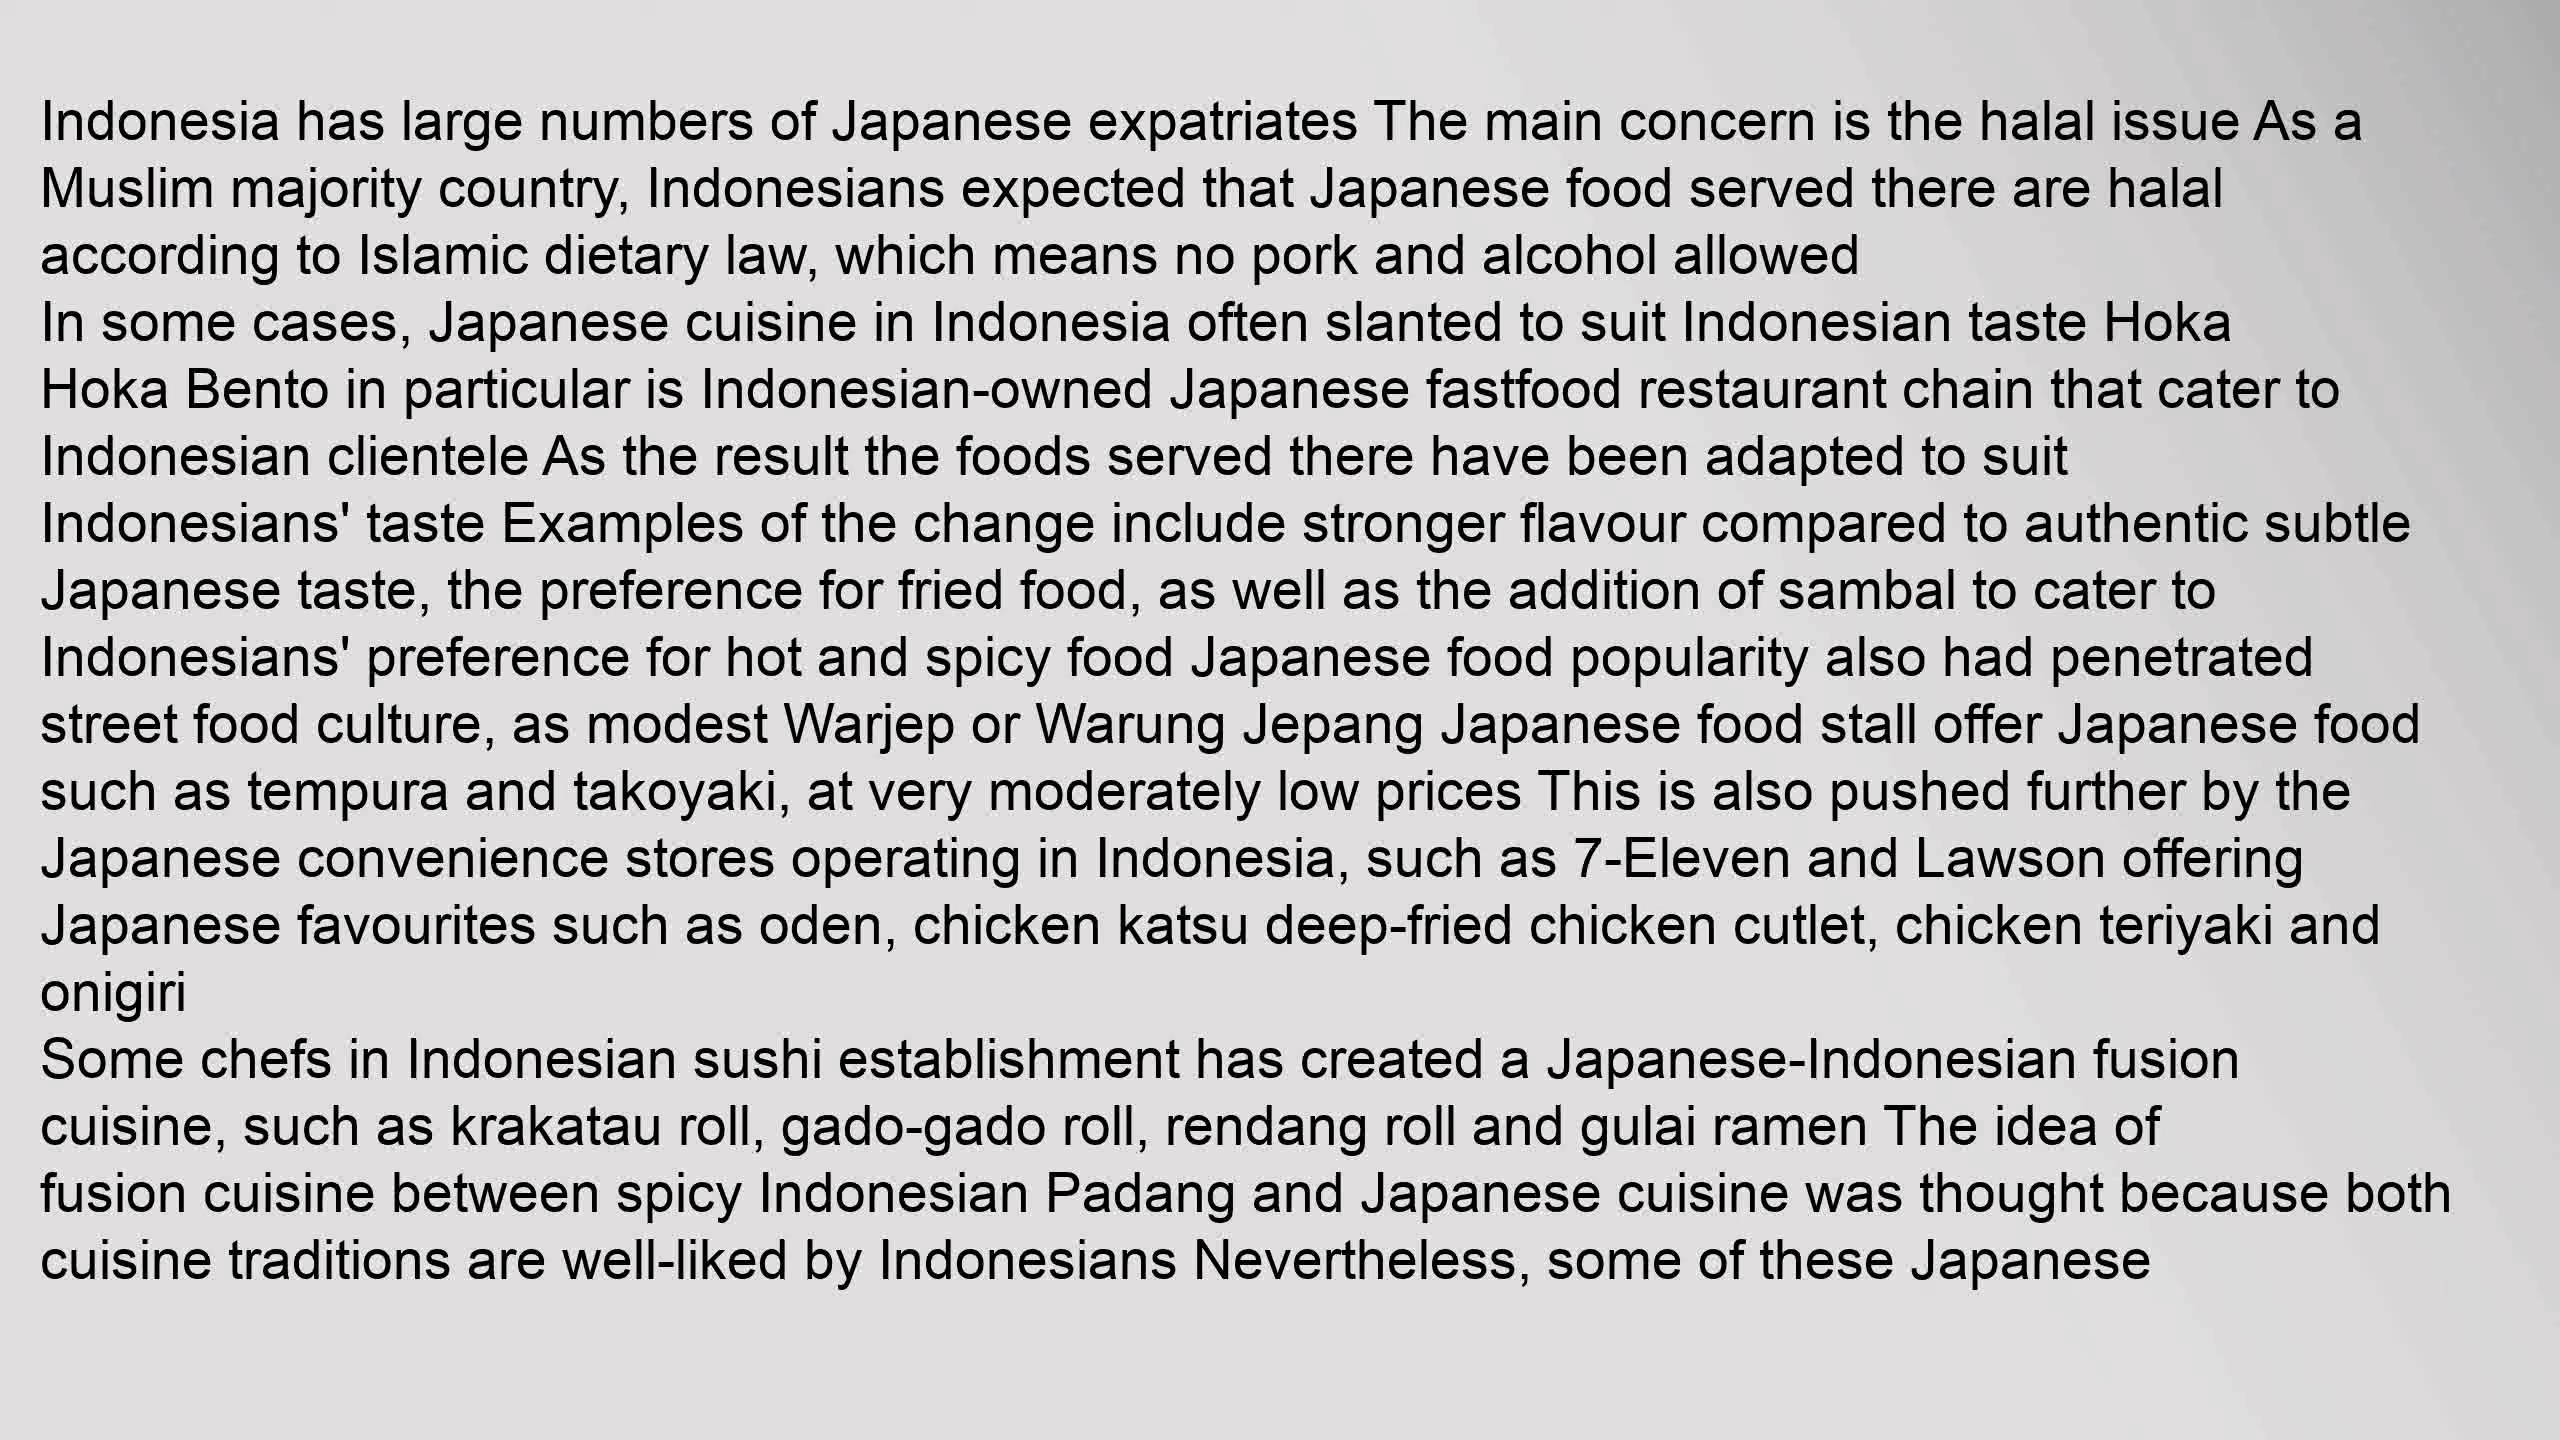 Indonesia has large numbers of Japanese expatriates The main concern is the halal issue As a
Muslim majority country, Indonesians expected that Japanese food served there are halal
according to Islamic dietary law, which means no pork and alcohol allowed
In some cases, Japanese cuisine in Indonesia often slanted to suit Indonesian taste Hoka
Hoka Bento in particular is Indonesian-owned Japanese fastfood restaurant chain that cater to
Indonesian clientele As the result the foods served there have been adapted to suit
Indonesians' taste Examples of the change include stronger flavour compared to authentic subtle
Japanese taste, the preference for fried food, as well as the addition of sambal to cater to
Indonesians' preference for hot and spicy food Japanese food popularity also had penetrated
street food culture, as modest Warjep or Warung Jepang Japanese food stall offer Japanese food
such as tempura and takoyaki, at very moderately low prices This is also pushed further by the
Japanese convenience stores operating in Indonesia, such as 7-Eleven and Lawson offering
Japanese favourites such as oden, chicken katsu deep-fried chicken cutlet, chicken teriyaki and
onigiri
Some chefs in Indonesian sushi establishment has created a Japanese-Indonesian fusion
cuisine, such as krakatau roll, gado-gado roll, rendang roll and gulai ramen The idea of
fusion cuisine between spicy Indonesian Padang and Japanese cuisine was thought because both
cuisine traditions are well-liked by Indonesians Nevertheless, some of these Japanese